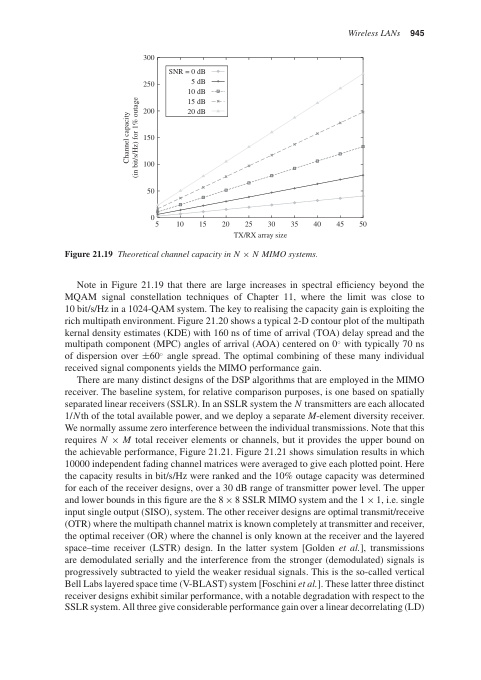 Wireless LANs 945
300
250
200
150
100
50
0
5 10 15 20 25 30 35 40 45 50
Channel capacity
(in bit/s/Hz) for 1% outage
SNR = 0 dB
5 dB
10 dB
15 dB
20 dB
TX/RX array size
Figure 21.19 Theoretical channel capacity in N × N MIMO systems.
Note in Figure 21.19 that there are large increases in spectral efficiency beyond the
MQAM signal constellation techniques of Chapter 11, where the limit was close to
10 bit/s/Hz in a 1024-QAM system. The key to realising the capacity gain is exploiting the
rich multipath environment. Figure 21.20 shows a typical 2-D contour plot of the multipath
kernal density estimates (KDE) with 160 ns of time of arrival (TOA) delay spread and the
multipath component (MPC) angles of arrival (AOA) centered on 0° with typically 70 ns
of dispersion over ±60° angle spread. The optimal combining of these many individual
received signal components yields the MIMO performance gain.
There are many distinct designs of the DSP algorithms that are employed in the MIMO
receiver. The baseline system, for relative comparison purposes, is one based on spatially
separated linear receivers (SSLR). In an SSLR system the N transmitters are each allocated
1/Nth of the total available power, and we deploy a separate M-element diversity receiver.
We normally assume zero interference between the individual transmissions. Note that this
requires N × M total receiver elements or channels, but it provides the upper bound on
the achievable performance, Figure 21.21. Figure 21.21 shows simulation results in which
10000 independent fading channel matrices were averaged to give each plotted point. Here
the capacity results in bit/s/Hz were ranked and the 10% outage capacity was determined
for each of the receiver designs, over a 30 dB range of transmitter power level. The upper
and lower bounds in this figure are the 8 × 8 SSLR MIMO system and the 1 × 1, i.e. single
input single output (SISO), system. The other receiver designs are optimal transmit/receive
(OTR) where the multipath channel matrix is known completely at transmitter and receiver,
the optimal receiver (OR) where the channel is only known at the receiver and the layered
space–time receiver (LSTR) design. In the latter system [Golden et al.], transmissions
are demodulated serially and the interference from the stronger (demodulated) signals is
progressively subtracted to yield the weaker residual signals. This is the so-called vertical
Bell Labs layered space time (V-BLAST) system [Foschini et al.]. These latter three distinct
receiver designs exhibit similar performance, with a notable degradation with respect to the
SSLR system. All three give considerable performance gain over a linear decorrelating (LD)